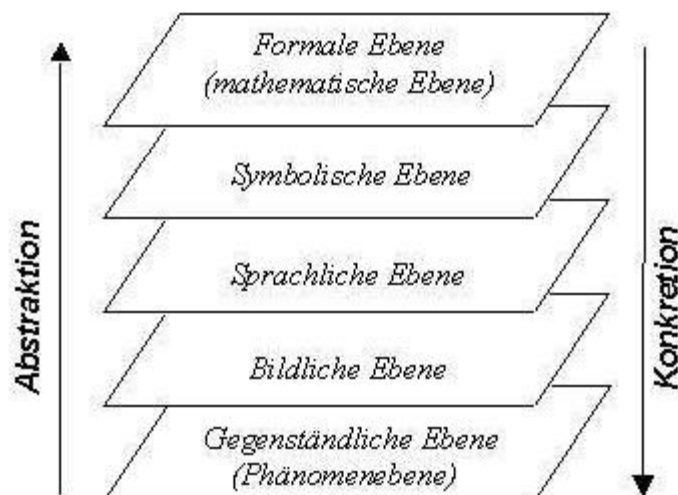 Formale Ebene
(mathematische Ebene)
Symbolische Ebene
Sprachliche Ebene
Bildliche Ebene
Gegenständliche Ebene
(Phänomenebene)
Abstraktion
Konkretion